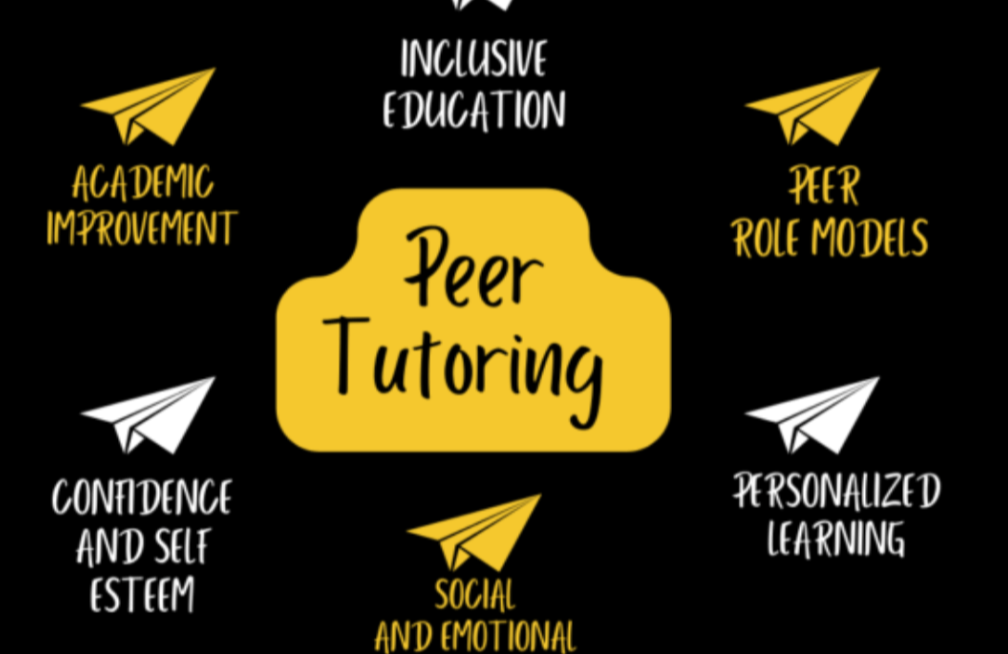 INCLUSIVE
EDUCATION
ACADEMIC
IMPROVEMENT
PEER
ROLE MODELS
Peer
Tutoring
CONFIDENCE
AND SELF
ESTEEM
PERSONALIZED
LEARNING
SOCIAL
AND EMOTIONAL